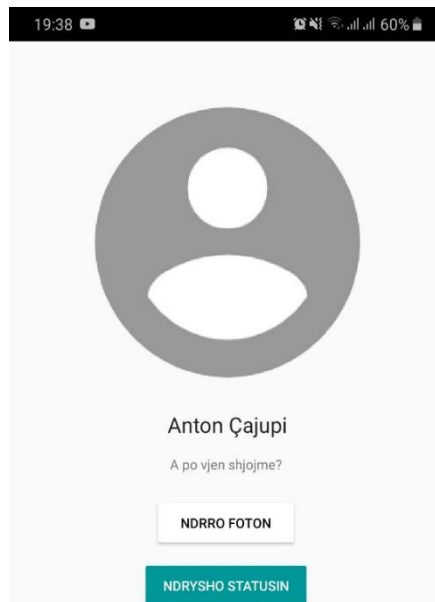 19:38 60%
Anton Çajupi
A po vjen shjojme?
NDRRO FOTON
NDRYSHO STATUSIN